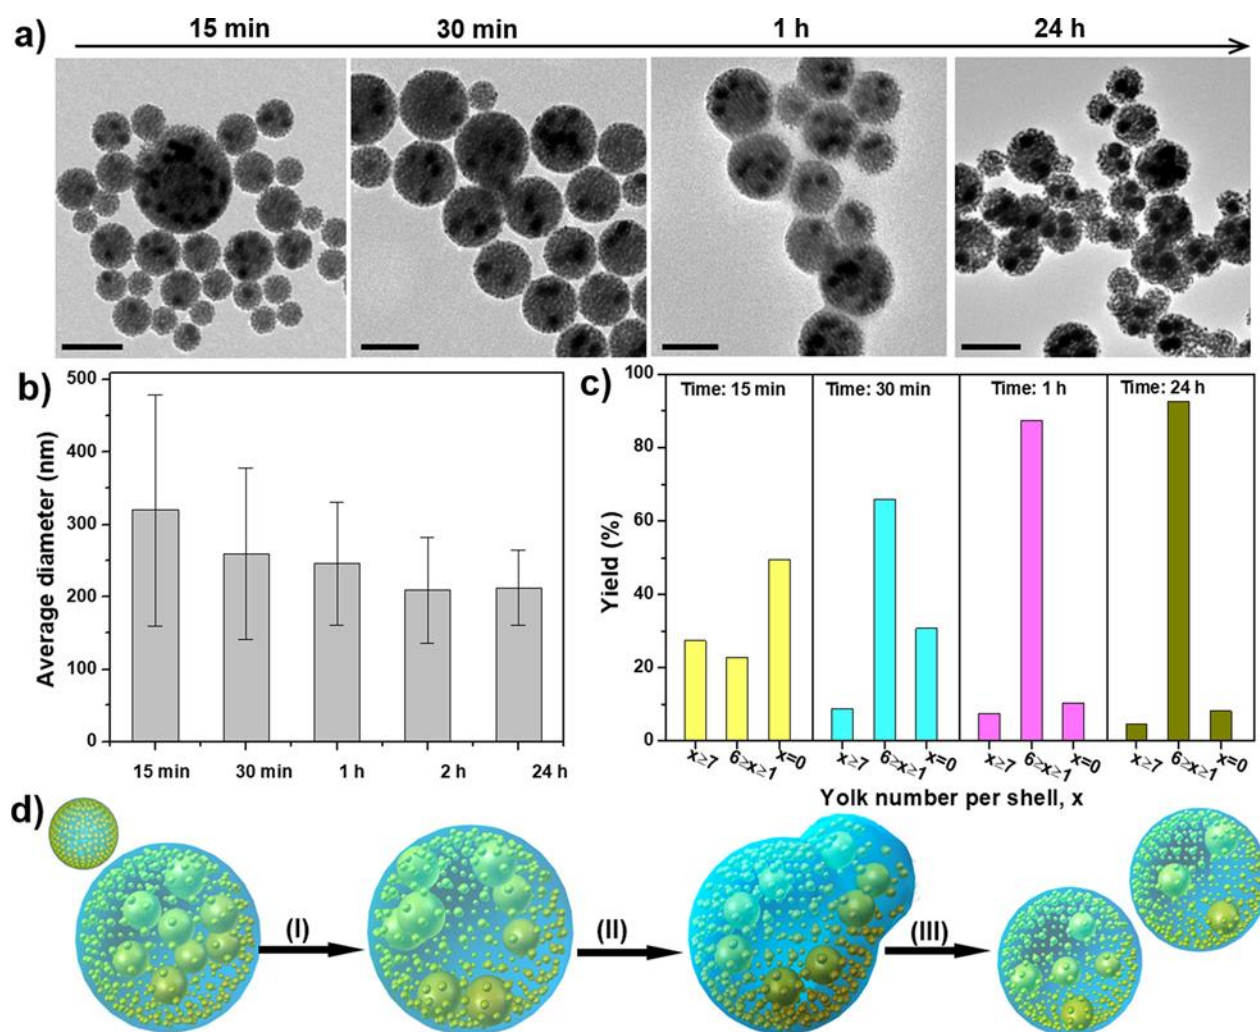 a)
15 min
30 min
1 h
24 h
b)
500
400
300
200
100
0
Average diameter (nm)
15 min
30 min
1 h
2 h
24 h
c)
100
80
60
40
20
0
Yield (%)
Time: 15 min
Time: 30 min
Time: 1 h
Time: 24 h
x≥7
6≥x≥1
x=0
x≥7
6≥x≥1
x=0
x≥7
6≥x≥1
x=0
x≥7
6≥x≥1
x=0
Yolk number per shell, x
d)
(I)
(II)
(III)